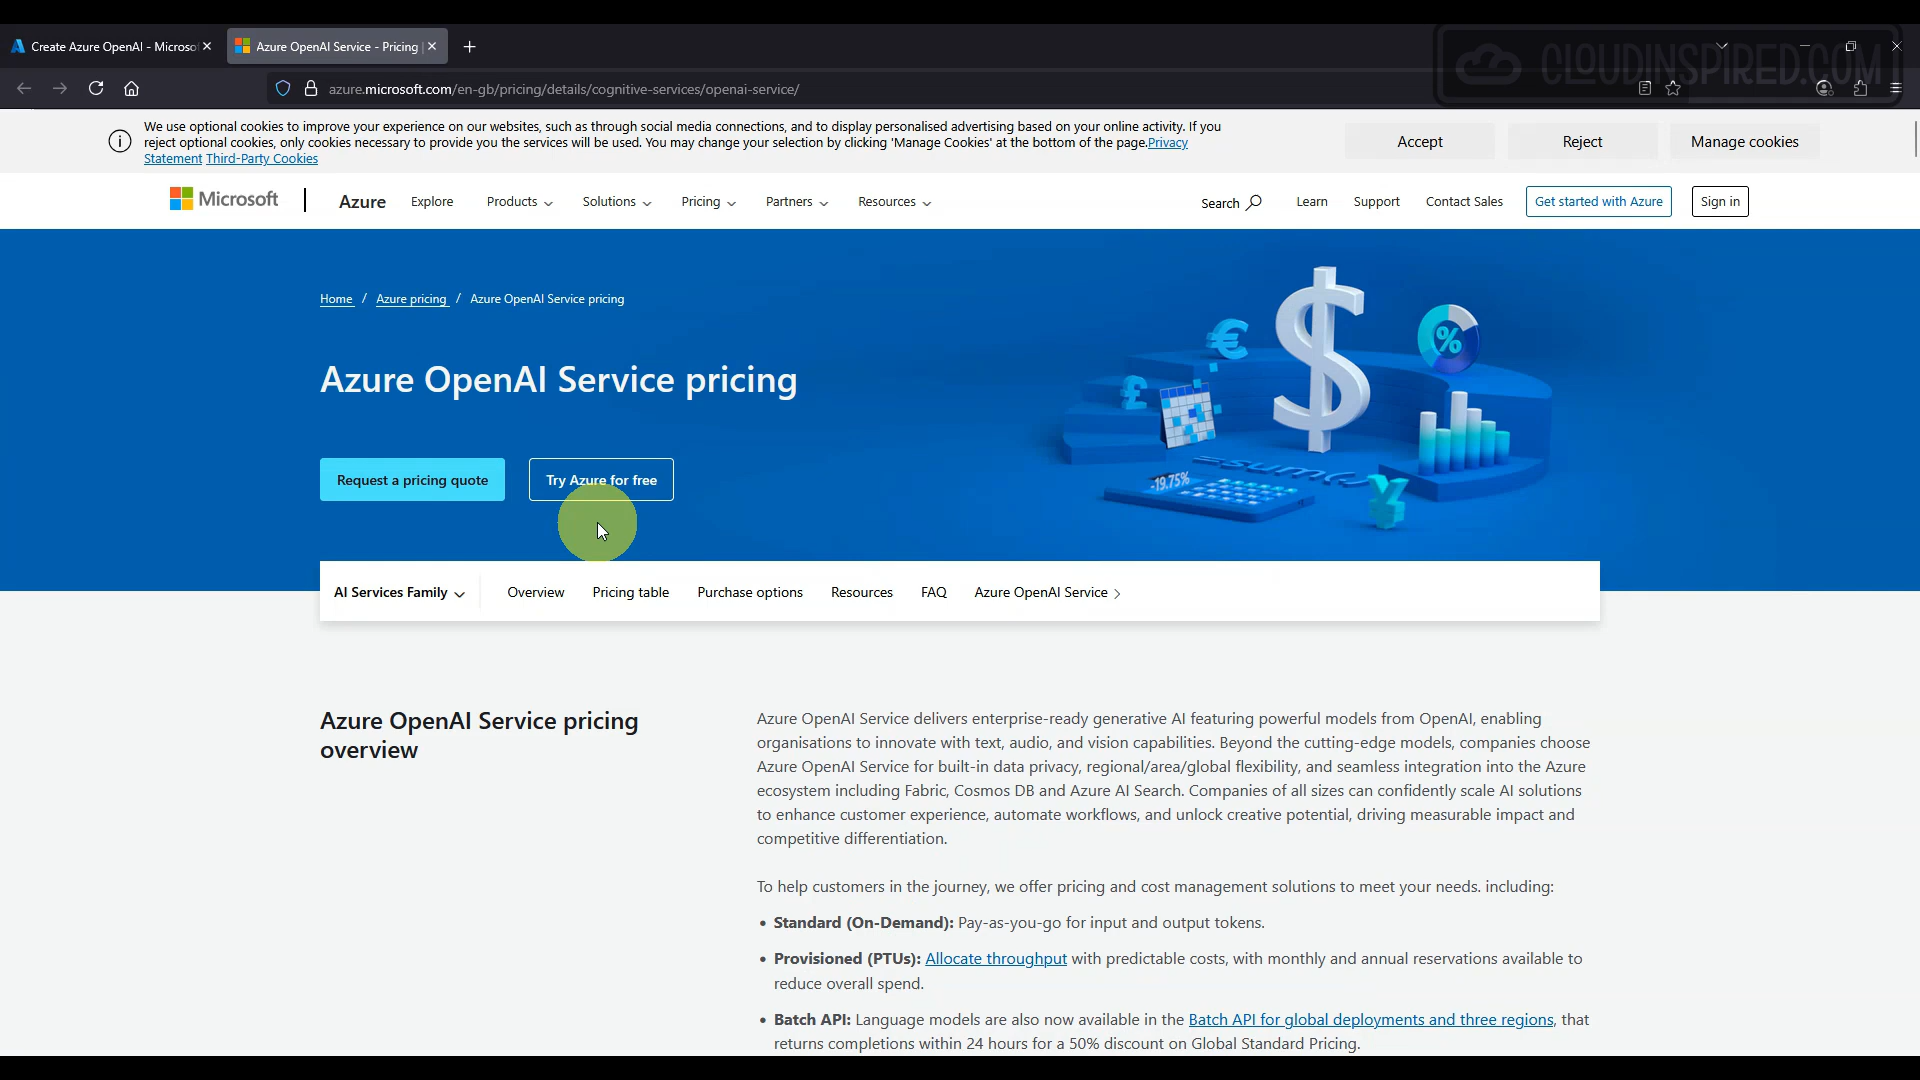 Create Azure OpenAI - Microso
Azure OpenAI Service - Pricing
CLOUDINSPIRED.COM
azure.microsoft.com/en-gb/pricing/details/cognitive-services/openai-service/
We use optional cookies to improve your experience on our websites, such as through social media connections, and to display personalised advertising based on your online activity. If you
reject optional cookies, only cookies necessary to provide you the services will be used. You may change your selection by clicking 'Manage Cookies' at the bottom of the page.Privacy
Statement Third-Party Cookies
Accept
Reject
Manage cookies
Microsoft
Azure
Explore
Products
Solutions
Pricing
Partners
Resources
Search
Learn
Support
Contact Sales
Get started with Azure
Sign in
Home / Azure pricing / Azure OpenAI Service pricing
Azure OpenAI Service pricing
Request a pricing quote
Try Azure for free
-19.75%
=sum
AI Services Family
Overview
Pricing table
Purchase options
Resources
FAQ
Azure OpenAI Service
Azure OpenAI Service pricing
overview
Azure OpenAI Service delivers enterprise-ready generative AI featuring powerful models from OpenAI, enabling
organisations to innovate with text, audio, and vision capabilities. Beyond the cutting-edge models, companies choose
Azure OpenAI Service for built-in data privacy, regional/area/global flexibility, and seamless integration into the Azure
ecosystem including Fabric, Cosmos DB and Azure AI Search. Companies of all sizes can confidently scale AI solutions
to enhance customer experience, automate workflows, and unlock creative potential, driving measurable impact and
competitive differentiation.
To help customers in the journey, we offer pricing and cost management solutions to meet your needs. including:
• Standard (On-Demand): Pay-as-you-go for input and output tokens.
• Provisioned (PTUs): Allocate throughput with predictable costs, with monthly and annual reservations available to
reduce overall spend.
• Batch API: Language models are also now available in the Batch API for global deployments and three regions, that
returns completions within 24 hours for a 50% discount on Global Standard Pricing.